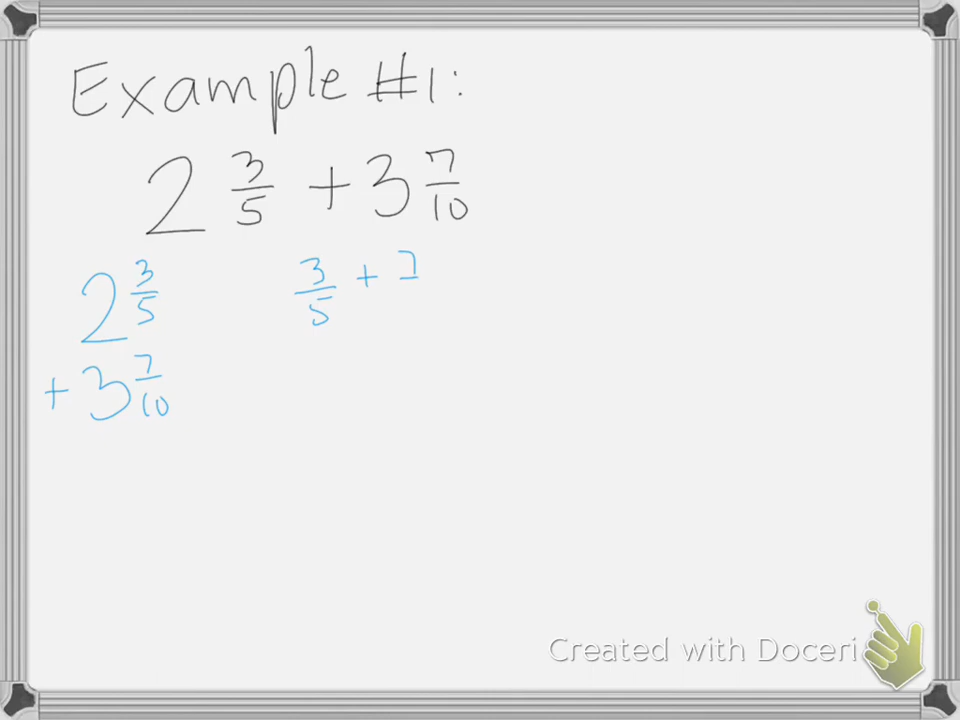 Example #1:
2 3/5 + 3 7/10
2 3/5
+ 3 7/10
3/5 + 7
Created with Doceri